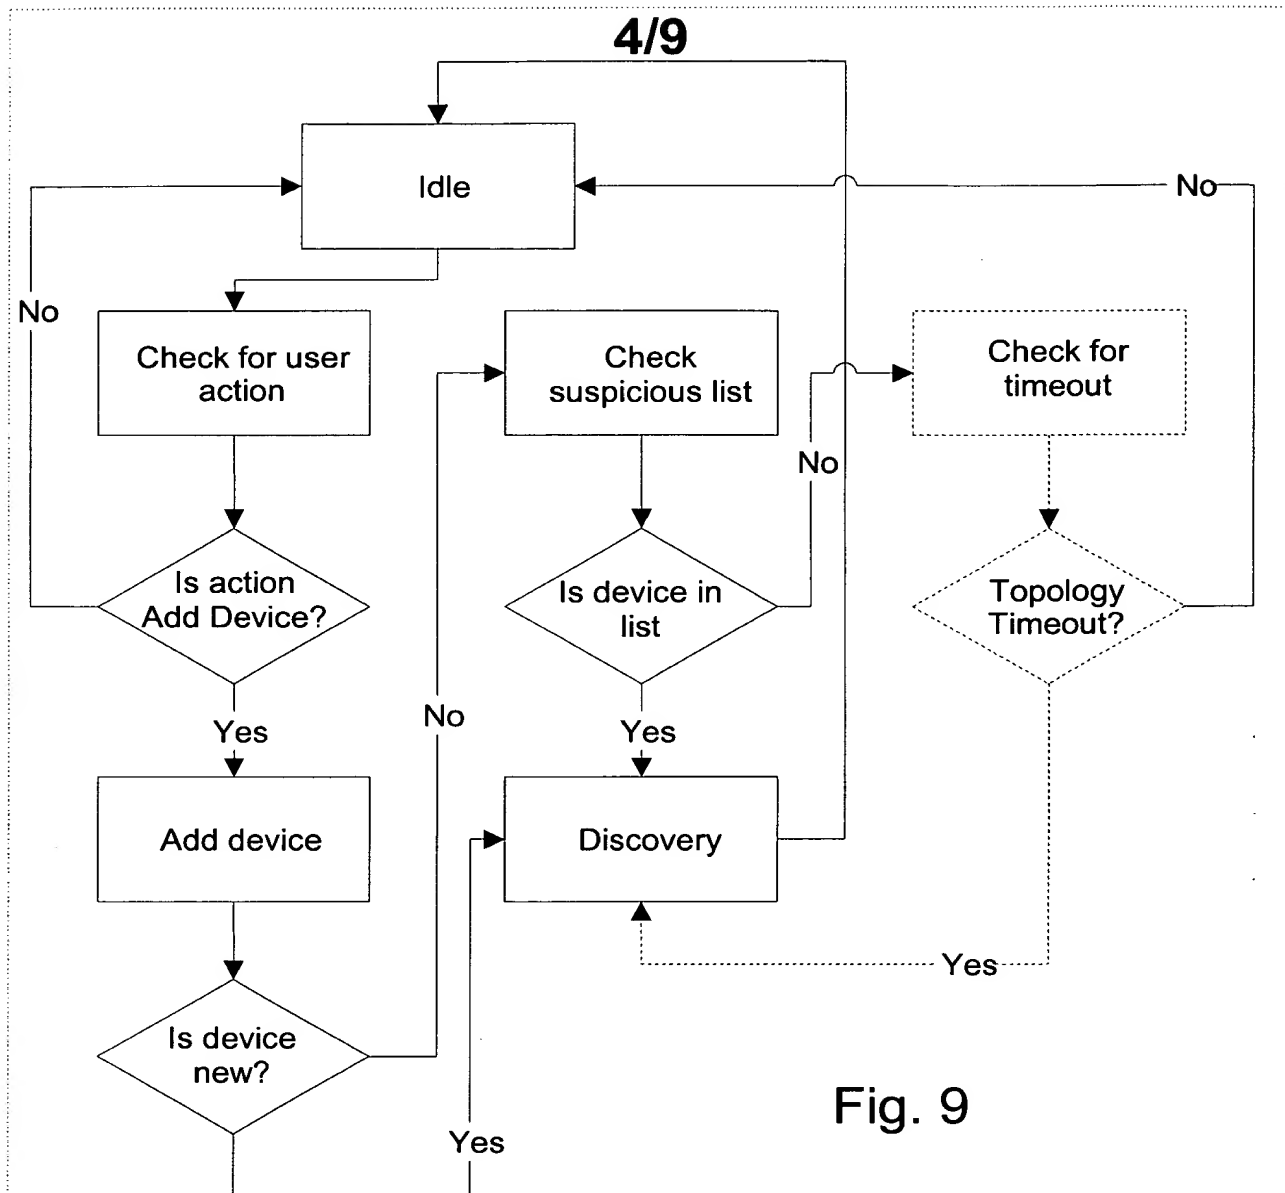 4/9
Idle
No
No
Check for user
action
Check
suspicious list
Check for
timeout
No
Is action
Add Device?
Is device in
list
Topology
Timeout?
Yes
No
Yes
Add device
Discovery
Yes
Is device
new?
Yes
Fig. 9